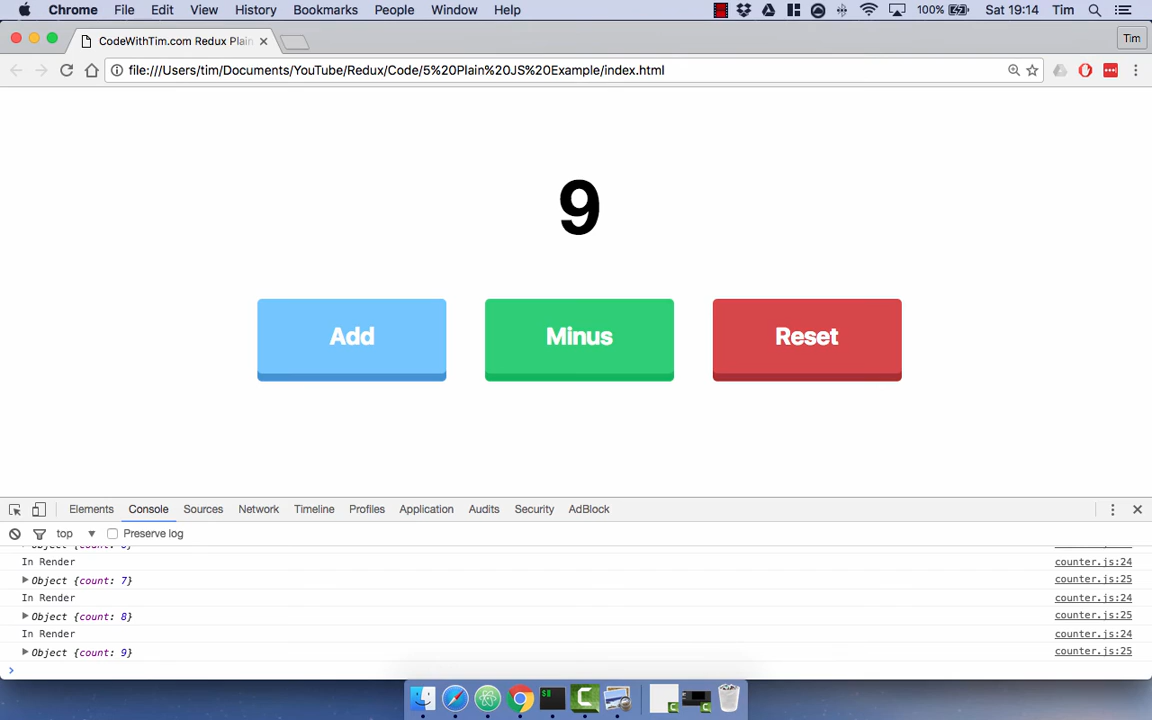 Chrome File Edit View History Bookmarks People Window Help 100% Sat 19:14 Tim
CodeWithTim.com Redux Plain Tim
file:///Users/tim/Documents/YouTube/Redux/Code/5%20Plain%20JS%20Example/index.html
9
Add Minus Reset
Elements Console Sources Network Timeline Profiles Application Audits Security AdBlock
top Preserve log
In Render counter.js:24
Object {count: 7} counter.js:25
In Render counter.js:24
Object {count: 8} counter.js:25
In Render counter.js:24
Object {count: 9} counter.js:25